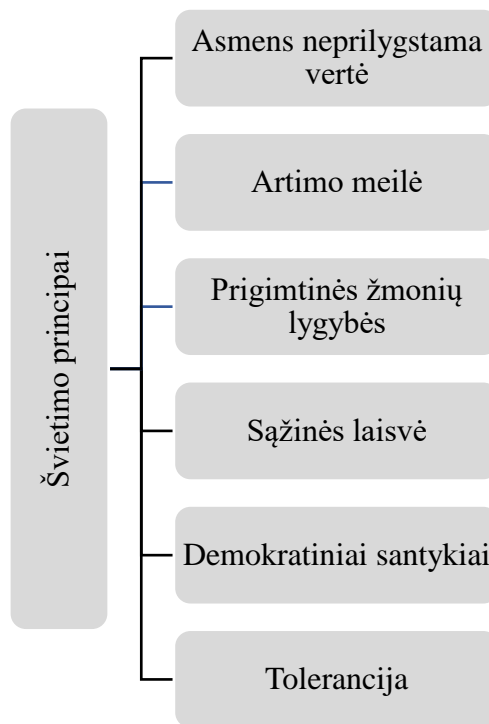 Švietimo principai
Asmens neprilygstama
vertė
Artimo meilė
Prigimtinės žmonių
lygybės
Sąžinės laisvė
Demokratiniai santykiai
Tolerancija